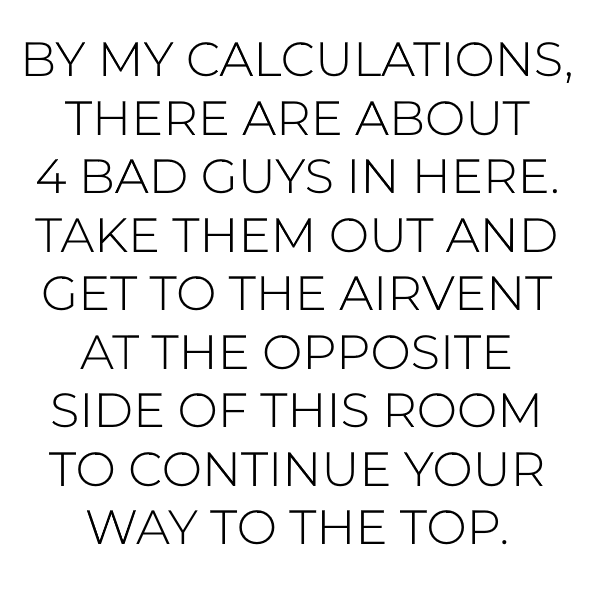 BY MY CALCULATIONS,
THERE ARE ABOUT
4 BAD GUYS IN HERE.
TAKE THEM OUT AND
GET TO THE AIRVENT
AT THE OPPOSITE
SIDE OF THIS ROOM
TO CONTINUE YOUR
WAY TO THE TOP.